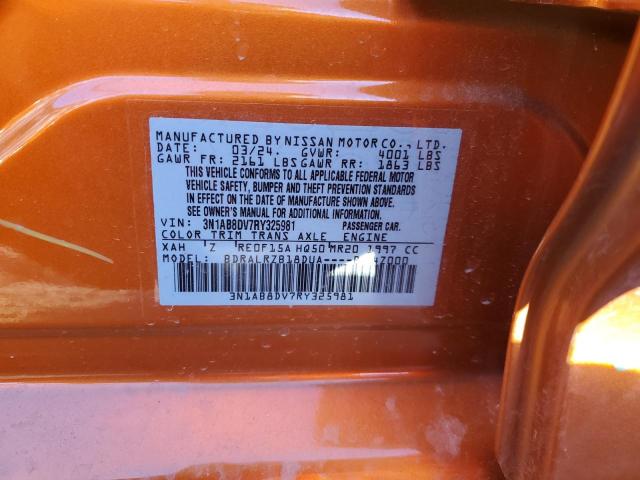 MANUFACTURED BY NISSAN MOTOR CO., LTD.
DATE: 03/24. GVWR: 4001 LBS
GAWR FR: 2161 LBS GAWR RR: 1863 LBS
THIS VEHICLE CONFORMS TO ALL APPLICABLE FEDERAL MOTOR
VEHICLE SAFETY, BUMPER AND THEFT PREVENTION STANDARDS
IN EFFECT ON THE DATE OF MANUFACTURE SHOWN ABOVE.
SEE OWNER'S MANUAL FOR ADDITIONAL INFORMATION.
VIN: 3N1AB8DV7RY325981 PASSENGER CAR.
COLOR TRIM TRANS AXLE ENGINE
XAH Z RE0F15A HQ50 MR20 1997 CC
MODEL: BDRALRZB18DUA----
3N1AB8DV7RY325981